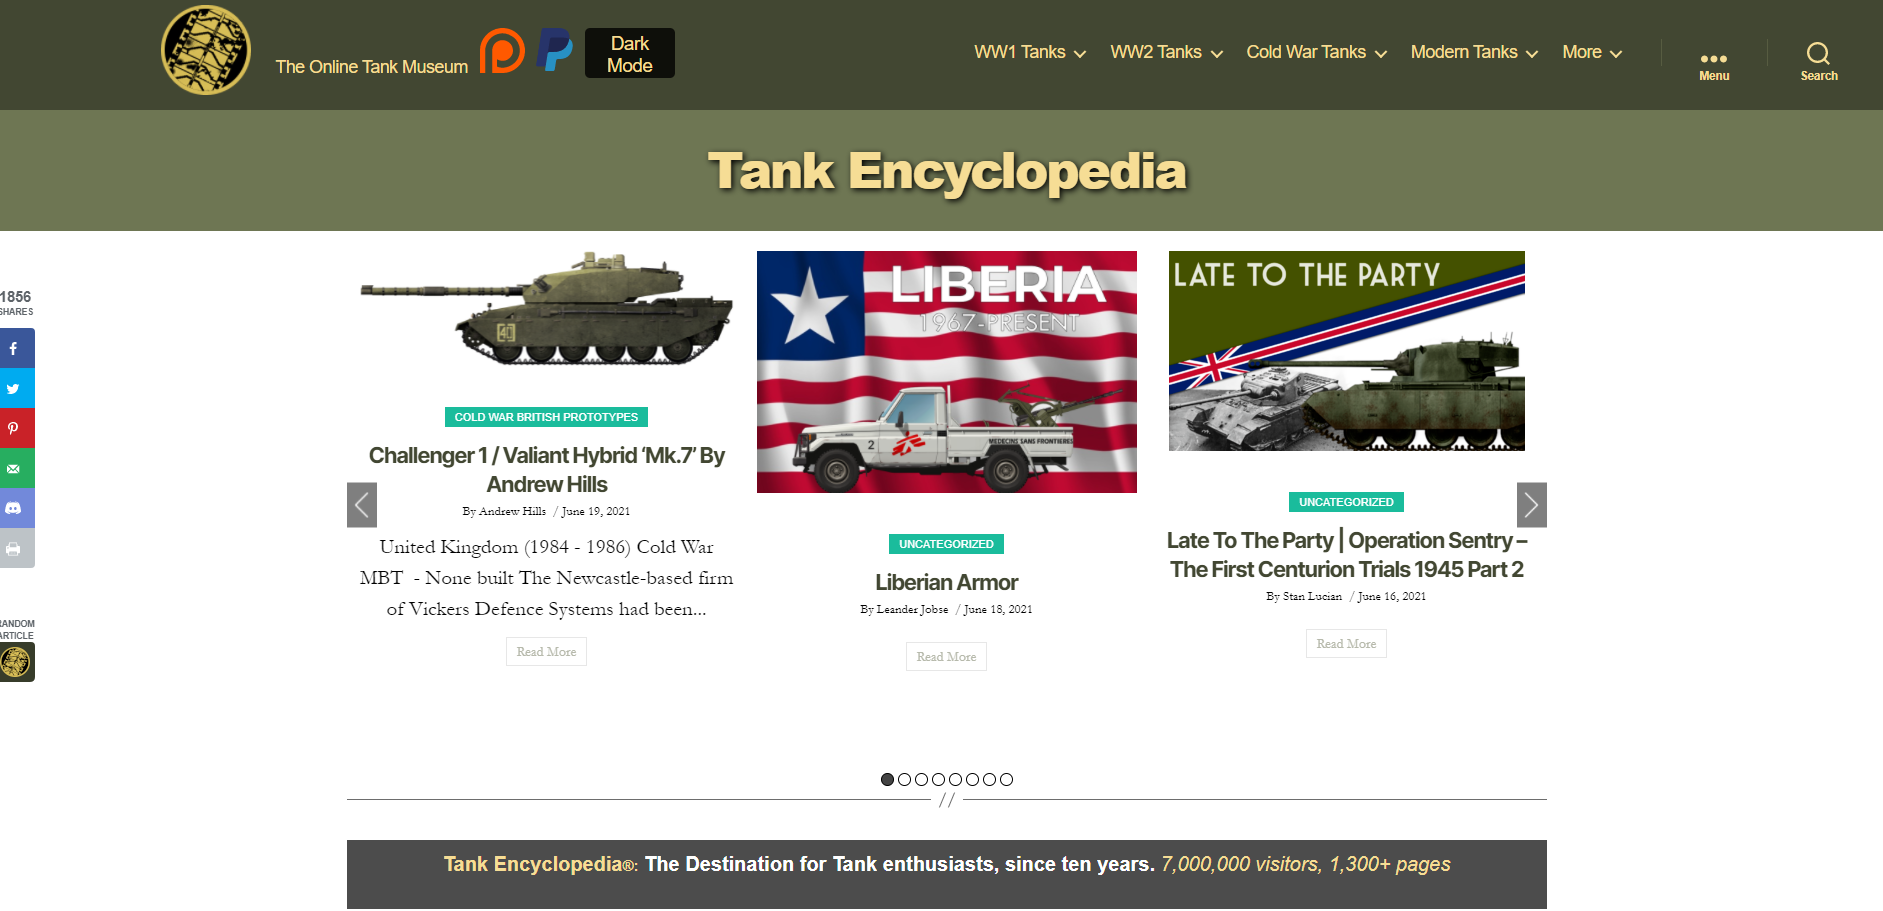 The Online Tank Museum
Dark
Mode
WW1 Tanks
WW2 Tanks
Cold War Tanks
Modern Tanks
More
Menu
Search
Tank Encyclopedia
1856
SHARES
RANDOM
ARTICLE
COLD WAR BRITISH PROTOTYPES
Challenger 1 / Valiant Hybrid ‘Mk.7’ By
Andrew Hills
By Andrew Hills / June 19, 2021
United Kingdom (1984 - 1986) Cold War
MBT - None built The Newcastle-based firm
of Vickers Defence Systems had been...
Read More
LIBERIA
1967-PRESENT
2
MEDECINS SANS FRONTIERES
UNCATEGORIZED
Liberian Armor
By Leander Jobse / June 18, 2021
Read More
LATE TO THE PARTY
UNCATEGORIZED
Late To The Party | Operation Sentry –
The First Centurion Trials 1945 Part 2
By Stan Lucian / June 16, 2021
Read More
//
Tank Encyclopedia®: The Destination for Tank enthusiasts, since ten years. 7,000,000 visitors, 1,300+ pages